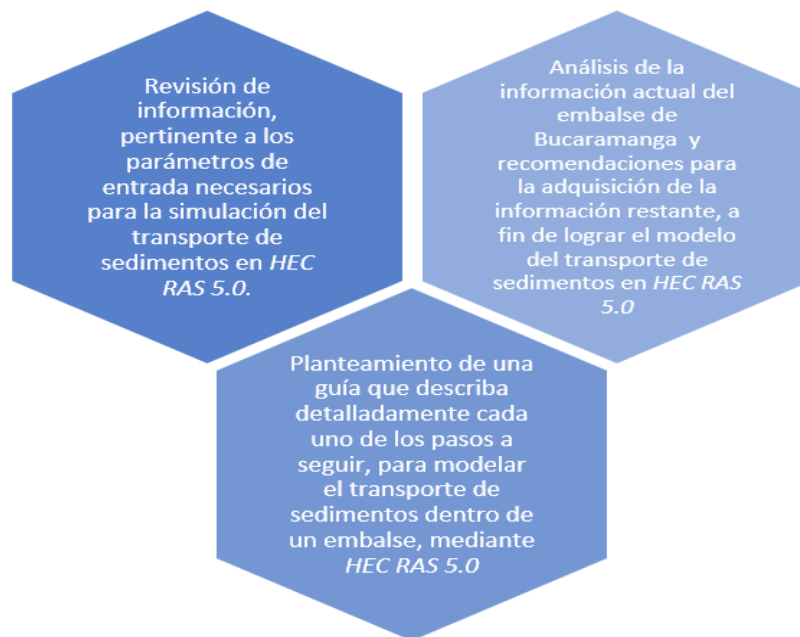 Revisión de
información,
pertinente a los
parámetros de
entrada necesarios
para la simulación del
transporte de
sedimentos en HEC
RAS 5.0.
Análisis de la
información actual del
embalse de
Bucaramanga y
recomendaciones para
la adquisición de la
información restante, a
fin de lograr el modelo
del transporte de
sedimentos en HEC RAS
5.0
Planteamiento de una
guía que describa
detalladamente cada
uno de los pasos a
seguir, para modelar
el transporte de
sedimentos dentro de
un embalse, mediante
HEC RAS 5.0